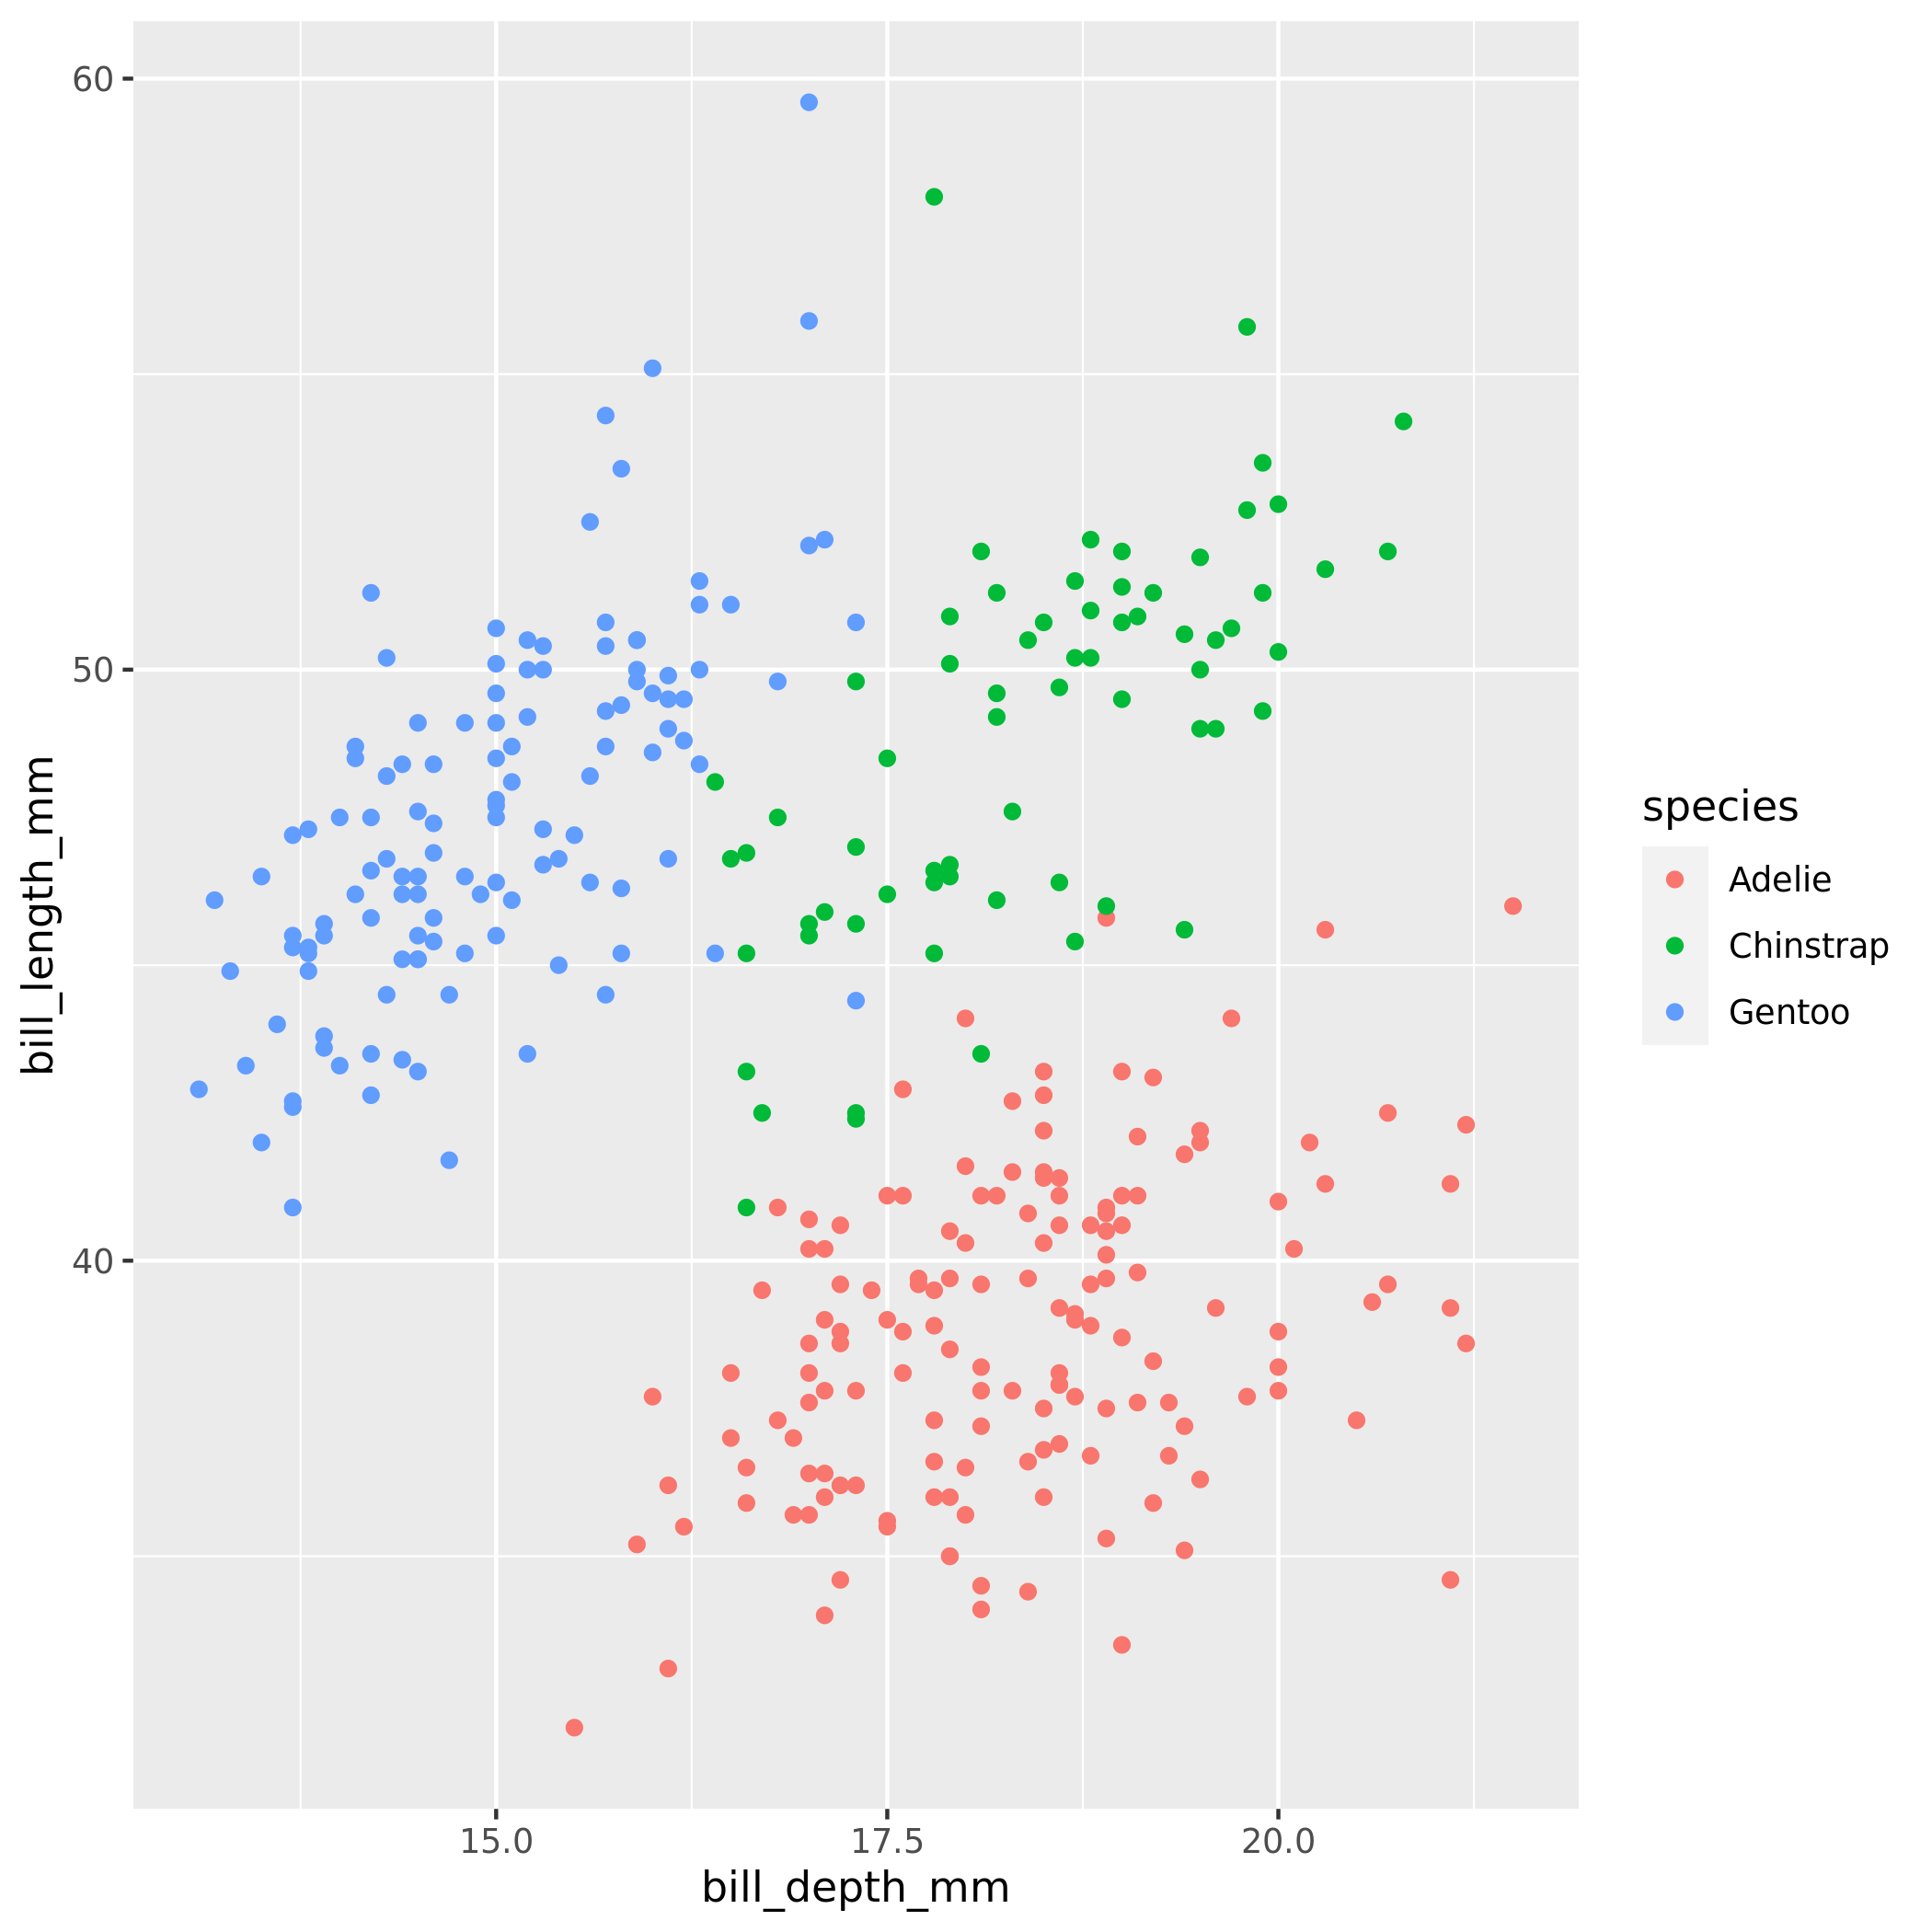 60
50
40
bill_length_mm
15.0
17.5
20.0
bill_depth_mm
species
Adelie
Chinstrap
Gentoo